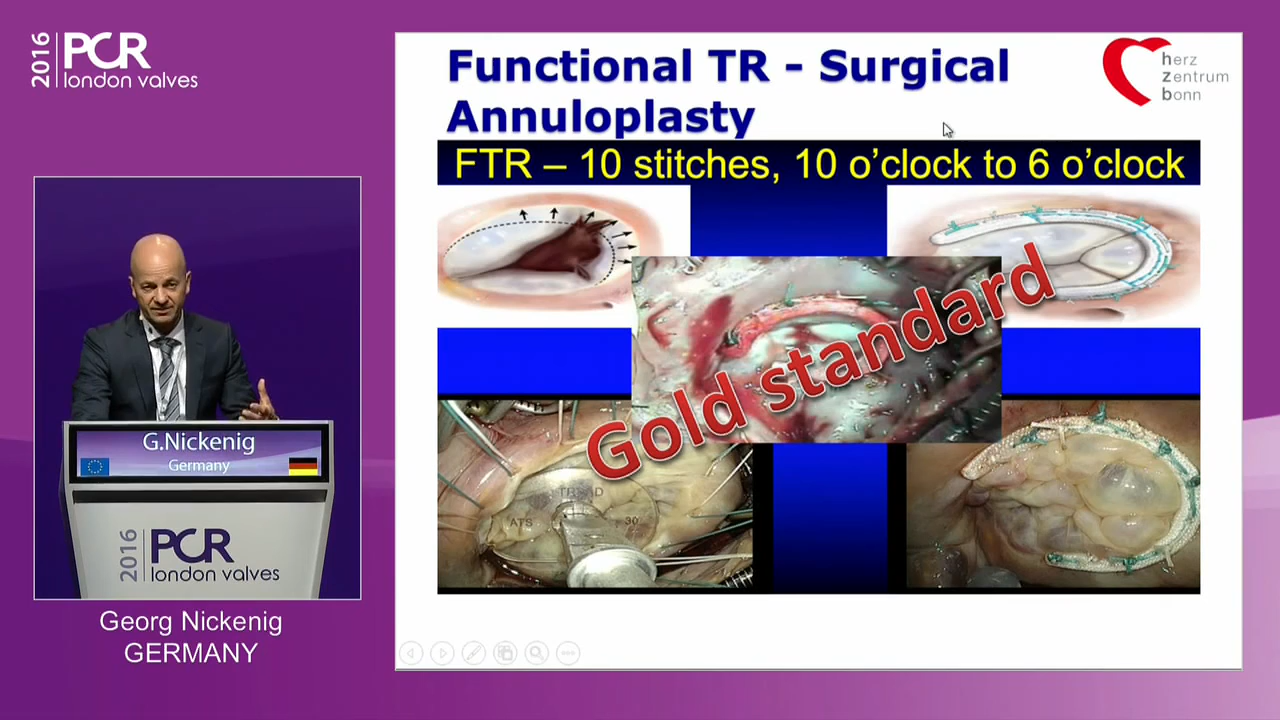 2016 PCR
london valves
Functional TR - Surgical
Annuloplasty
herz
zentrum
bonn
FTR – 10 stitches, 10 o’clock to 6 o’clock
Gold standard
ATS
30
G.Nickenig
Germany
2016 PCR
london valves
Georg Nickenig
GERMANY